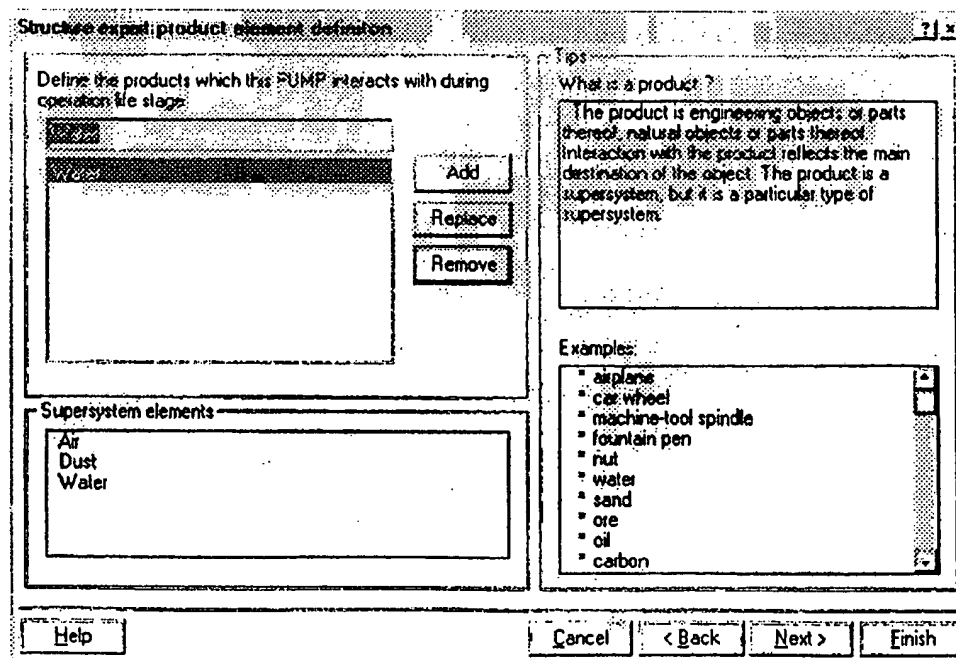 Structure expert: product element definition
? x
Define the products which this PUMP interacts with during
operation life stage:
Water
Add
Replace
Remove
Supersystem elements
Air
Dust
Water
Tips
What is a product ?
The product is engineering objects or parts
thereof, natural objects or parts thereof.
Interaction with the product reflects the main
destination of the object. The product is a
supersystem, but it is a particular type of
supersystem.
Examples:
* airplane
* car wheel
* machine-tool spindle
* fountain pen
* nut
* water
* sand
* ore
* oil
* carbon
Help
Cancel
< Back
Next >
Finish